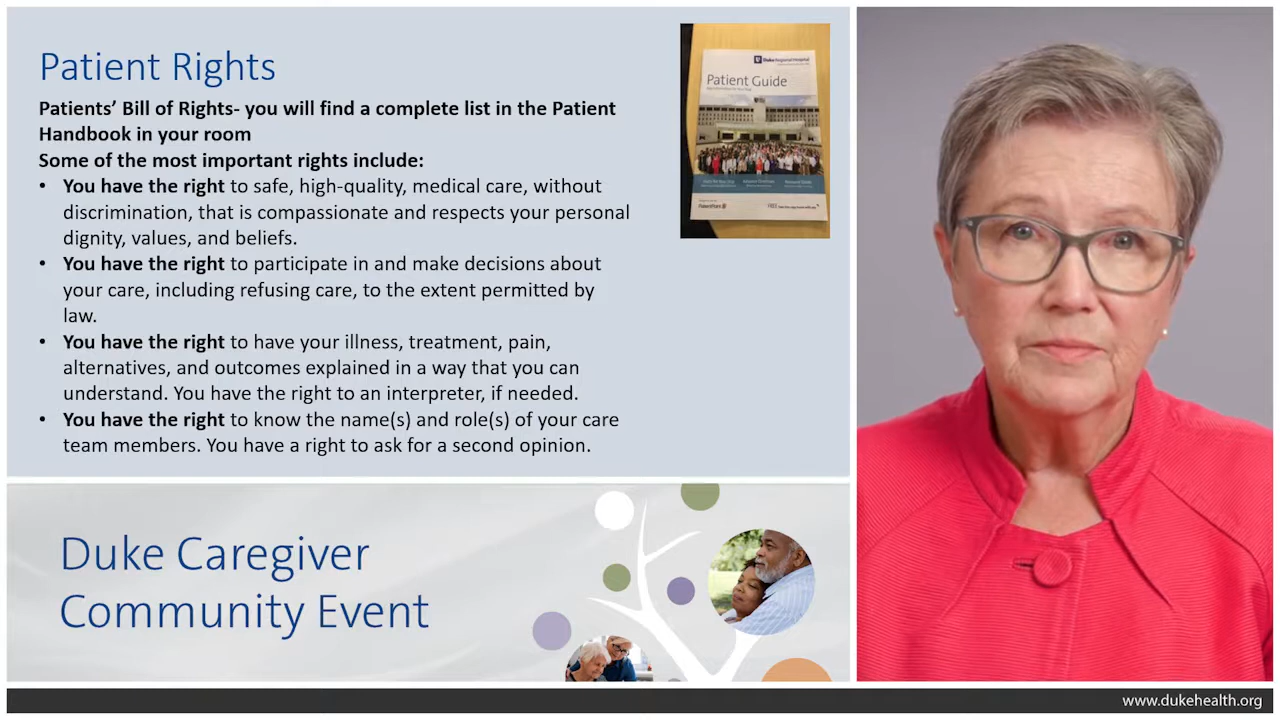 Patient Rights
Patients’ Bill of Rights- you will find a complete list in the Patient
Handbook in your room
Some of the most important rights include:
• You have the right to safe, high-quality, medical care, without
discrimination, that is compassionate and respects your personal
dignity, values, and beliefs.
• You have the right to participate in and make decisions about
your care, including refusing care, to the extent permitted by
law.
• You have the right to have your illness, treatment, pain,
alternatives, and outcomes explained in a way that you can
understand. You have the right to an interpreter, if needed.
• You have the right to know the name(s) and role(s) of your care
team members. You have a right to ask for a second opinion.
Duke Regional Hospital
Patient Guide
Duke Caregiver
Community Event
www.dukehealth.org